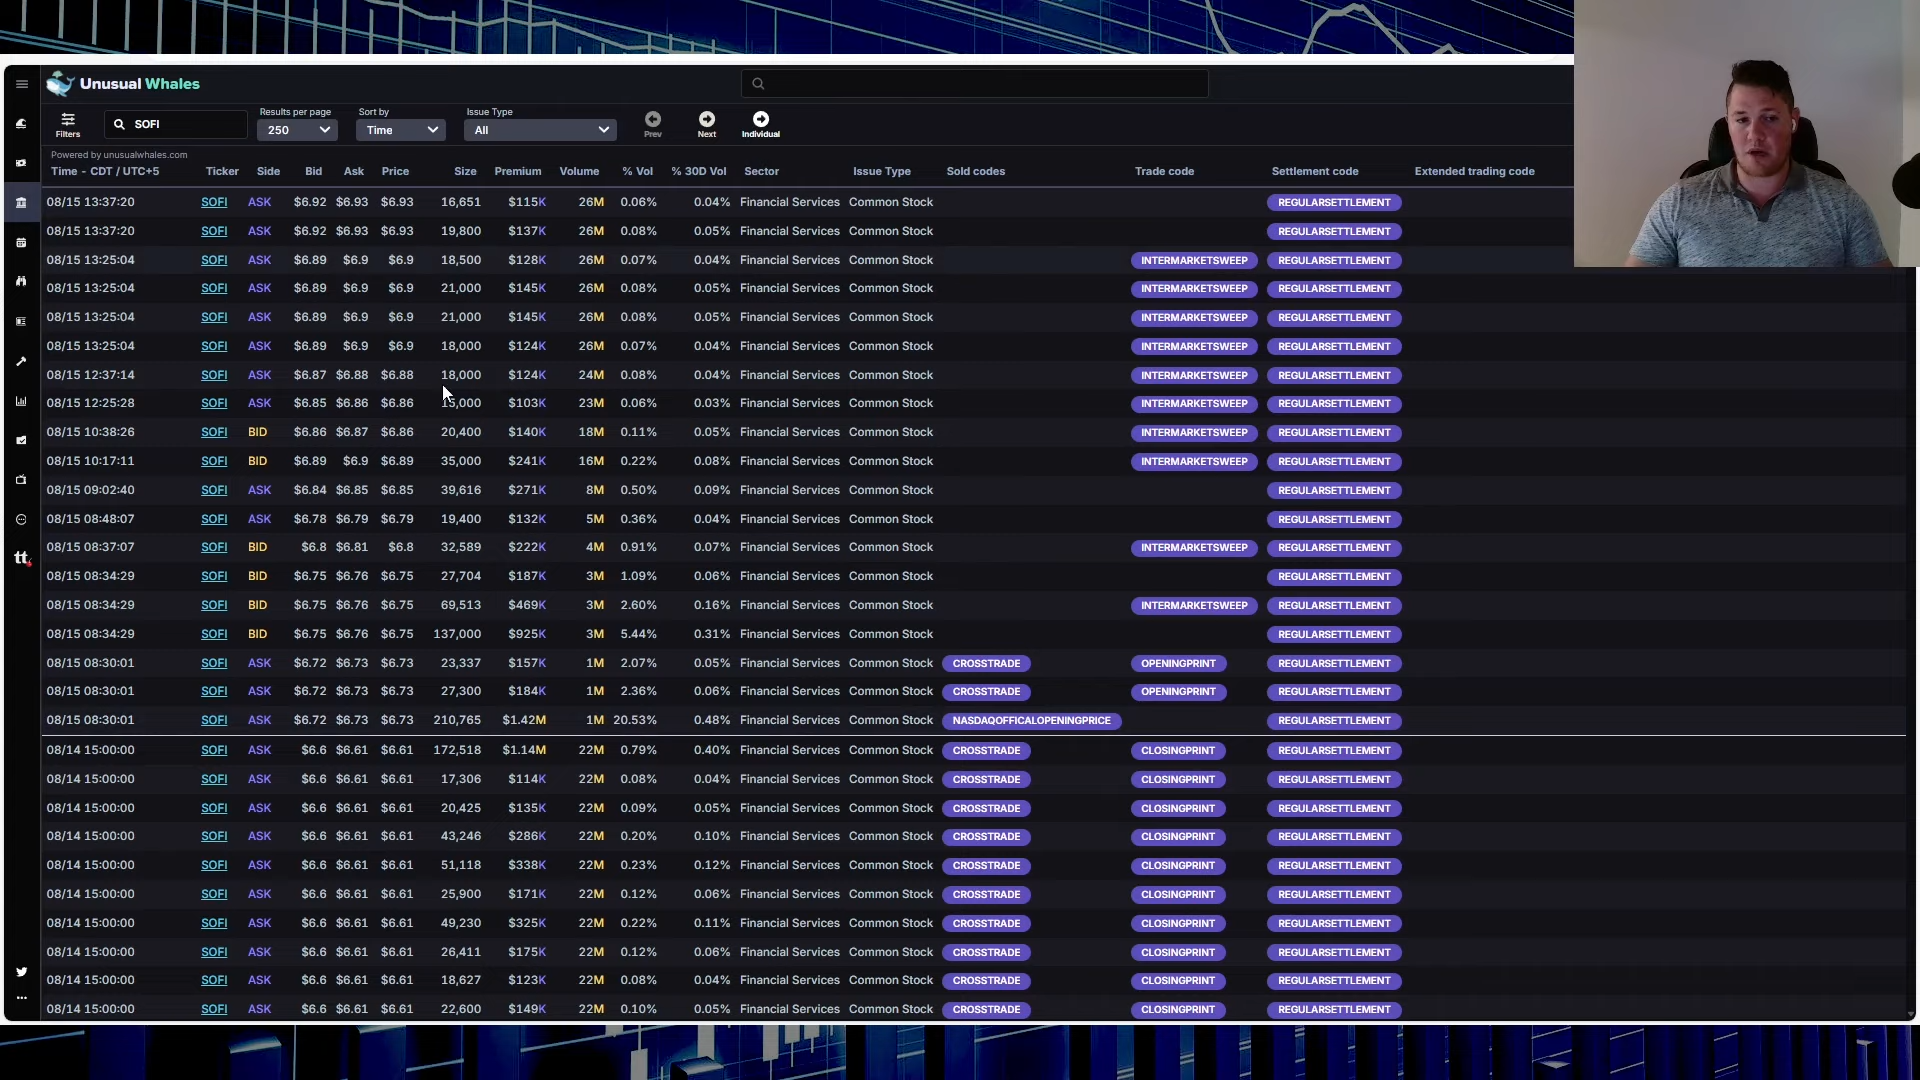 Unusual Whales
Filters
SOFI
Results per page
250
Sort by
Time
Issue Type
All
Prev
Next
Individual
Powered by unusualwhales.com
Time - CDT / UTC+5 Ticker Side Bid Ask Price Size Premium Volume % Vol % 30D Vol Sector Issue Type Sold codes Trade code Settlement code Extended trading code
08/15 13:37:20 SOFI ASK $6.92 $6.93 $6.93 16,651 $115K 26M 0.06% 0.04% Financial Services Common Stock REGULARSETTLEMENT
08/15 13:37:20 SOFI ASK $6.92 $6.93 $6.93 19,800 $137K 26M 0.08% 0.05% Financial Services Common Stock REGULARSETTLEMENT
08/15 13:25:04 SOFI ASK $6.89 $6.9 $6.9 18,500 $128K 26M 0.07% 0.04% Financial Services Common Stock INTERMARKETSWEEP REGULARSETTLEMENT
08/15 13:25:04 SOFI ASK $6.89 $6.9 $6.9 21,000 $145K 26M 0.08% 0.05% Financial Services Common Stock INTERMARKETSWEEP REGULARSETTLEMENT
08/15 13:25:04 SOFI ASK $6.89 $6.9 $6.9 21,000 $145K 26M 0.08% 0.05% Financial Services Common Stock INTERMARKETSWEEP REGULARSETTLEMENT
08/15 13:25:04 SOFI ASK $6.89 $6.9 $6.9 18,000 $124K 26M 0.07% 0.04% Financial Services Common Stock INTERMARKETSWEEP REGULARSETTLEMENT
08/15 12:37:14 SOFI ASK $6.87 $6.88 $6.88 18,000 $124K 24M 0.08% 0.04% Financial Services Common Stock INTERMARKETSWEEP REGULARSETTLEMENT
08/15 12:25:28 SOFI ASK $6.85 $6.86 $6.86 15,000 $103K 23M 0.06% 0.03% Financial Services Common Stock INTERMARKETSWEEP REGULARSETTLEMENT
08/15 10:38:26 SOFI BID $6.86 $6.87 $6.86 20,400 $140K 18M 0.11% 0.05% Financial Services Common Stock INTERMARKETSWEEP REGULARSETTLEMENT
08/15 10:17:11 SOFI BID $6.89 $6.9 $6.89 35,000 $241K 16M 0.22% 0.08% Financial Services Common Stock INTERMARKETSWEEP REGULARSETTLEMENT
08/15 09:02:40 SOFI ASK $6.84 $6.85 $6.85 39,616 $271K 8M 0.50% 0.09% Financial Services Common Stock REGULARSETTLEMENT
08/15 08:48:07 SOFI ASK $6.78 $6.79 $6.79 19,400 $132K 5M 0.36% 0.04% Financial Services Common Stock REGULARSETTLEMENT
08/15 08:37:07 SOFI BID $6.8 $6.81 $6.8 32,589 $222K 4M 0.91% 0.07% Financial Services Common Stock INTERMARKETSWEEP REGULARSETTLEMENT
08/15 08:34:29 SOFI BID $6.75 $6.76 $6.75 27,704 $187K 3M 1.09% 0.06% Financial Services Common Stock REGULARSETTLEMENT
08/15 08:34:29 SOFI BID $6.75 $6.76 $6.75 69,513 $469K 3M 2.60% 0.16% Financial Services Common Stock INTERMARKETSWEEP REGULARSETTLEMENT
08/15 08:34:29 SOFI BID $6.75 $6.76 $6.75 137,000 $925K 3M 5.44% 0.31% Financial Services Common Stock REGULARSETTLEMENT
08/15 08:30:01 SOFI ASK $6.72 $6.73 $6.73 23,337 $157K 1M 2.07% 0.05% Financial Services Common Stock CROSSTRADE OPENINGPRINT REGULARSETTLEMENT
08/15 08:30:01 SOFI ASK $6.72 $6.73 $6.73 27,300 $184K 1M 2.36% 0.06% Financial Services Common Stock CROSSTRADE OPENINGPRINT REGULARSETTLEMENT
08/15 08:30:01 SOFI ASK $6.72 $6.73 $6.73 210,765 $1.42M 1M 20.53% 0.48% Financial Services Common Stock NASDAQOFFICALOPENINGPRICE REGULARSETTLEMENT
08/14 15:00:00 SOFI ASK $6.6 $6.61 $6.61 172,518 $1.14M 22M 0.79% 0.40% Financial Services Common Stock CROSSTRADE CLOSINGPRINT REGULARSETTLEMENT
08/14 15:00:00 SOFI ASK $6.6 $6.61 $6.61 17,306 $114K 22M 0.08% 0.04% Financial Services Common Stock CROSSTRADE CLOSINGPRINT REGULARSETTLEMENT
08/14 15:00:00 SOFI ASK $6.6 $6.61 $6.61 20,425 $135K 22M 0.09% 0.05% Financial Services Common Stock CROSSTRADE CLOSINGPRINT REGULARSETTLEMENT
08/14 15:00:00 SOFI ASK $6.6 $6.61 $6.61 43,246 $286K 22M 0.20% 0.10% Financial Services Common Stock CROSSTRADE CLOSINGPRINT REGULARSETTLEMENT
08/14 15:00:00 SOFI ASK $6.6 $6.61 $6.61 51,118 $338K 22M 0.23% 0.12% Financial Services Common Stock CROSSTRADE CLOSINGPRINT REGULARSETTLEMENT
08/14 15:00:00 SOFI ASK $6.6 $6.61 $6.61 25,900 $171K 22M 0.12% 0.06% Financial Services Common Stock CROSSTRADE CLOSINGPRINT REGULARSETTLEMENT
08/14 15:00:00 SOFI ASK $6.6 $6.61 $6.61 49,230 $325K 22M 0.22% 0.11% Financial Services Common Stock CROSSTRADE CLOSINGPRINT REGULARSETTLEMENT
08/14 15:00:00 SOFI ASK $6.6 $6.61 $6.61 26,411 $175K 22M 0.12% 0.06% Financial Services Common Stock CROSSTRADE CLOSINGPRINT REGULARSETTLEMENT
08/14 15:00:00 SOFI ASK $6.6 $6.61 $6.61 18,627 $123K 22M 0.08% 0.04% Financial Services Common Stock CROSSTRADE CLOSINGPRINT REGULARSETTLEMENT
08/14 15:00:00 SOFI ASK $6.6 $6.61 $6.61 22,600 $149K 22M 0.10% 0.05% Financial Services Common Stock CROSSTRADE CLOSINGPRINT REGULARSETTLEMENT
tt